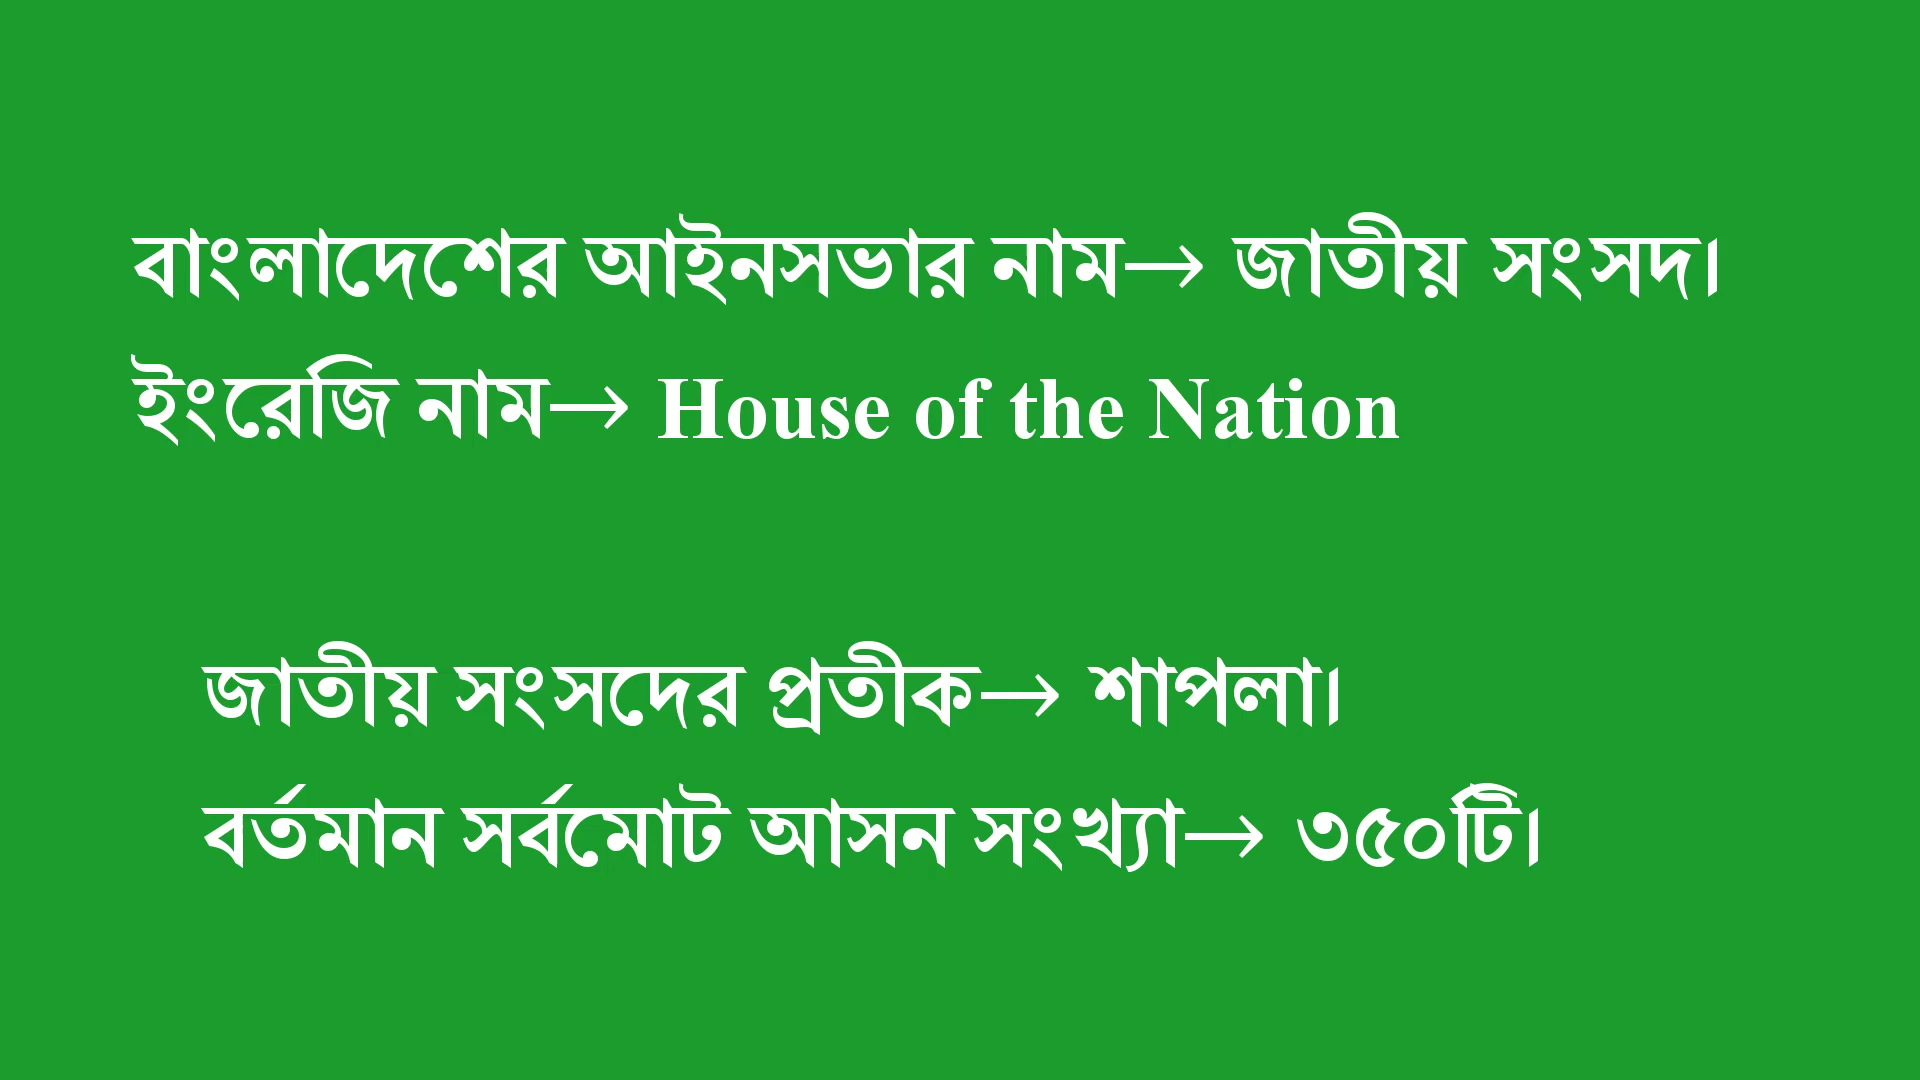 বাংলাদেশের আইনসভার নাম→ জাতীয় সংসদ।
ইংরেজি নাম→ House of the Nation
জাতীয় সংসদের প্রতীক→ শাপলা।
বর্তমান সর্বমোট আসন সংখ্যা→ ৩৫০টি।